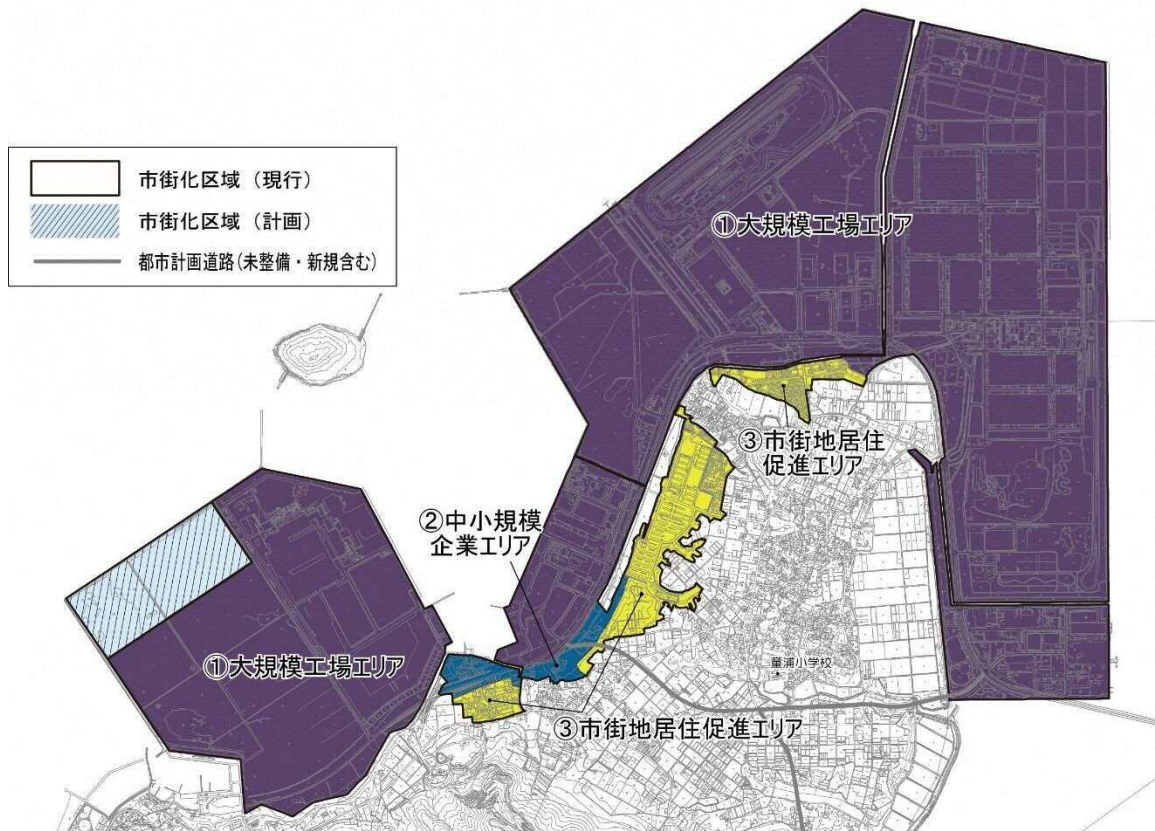 市街化区域（現行）
市街化区域（計画）
都市計画道路(未整備・新規含む)
①大規模工場エリア
③市街地居住
促進エリア
②中小規模
企業エリア
①大規模工場エリア
童浦小学校
③市街地居住促進エリア